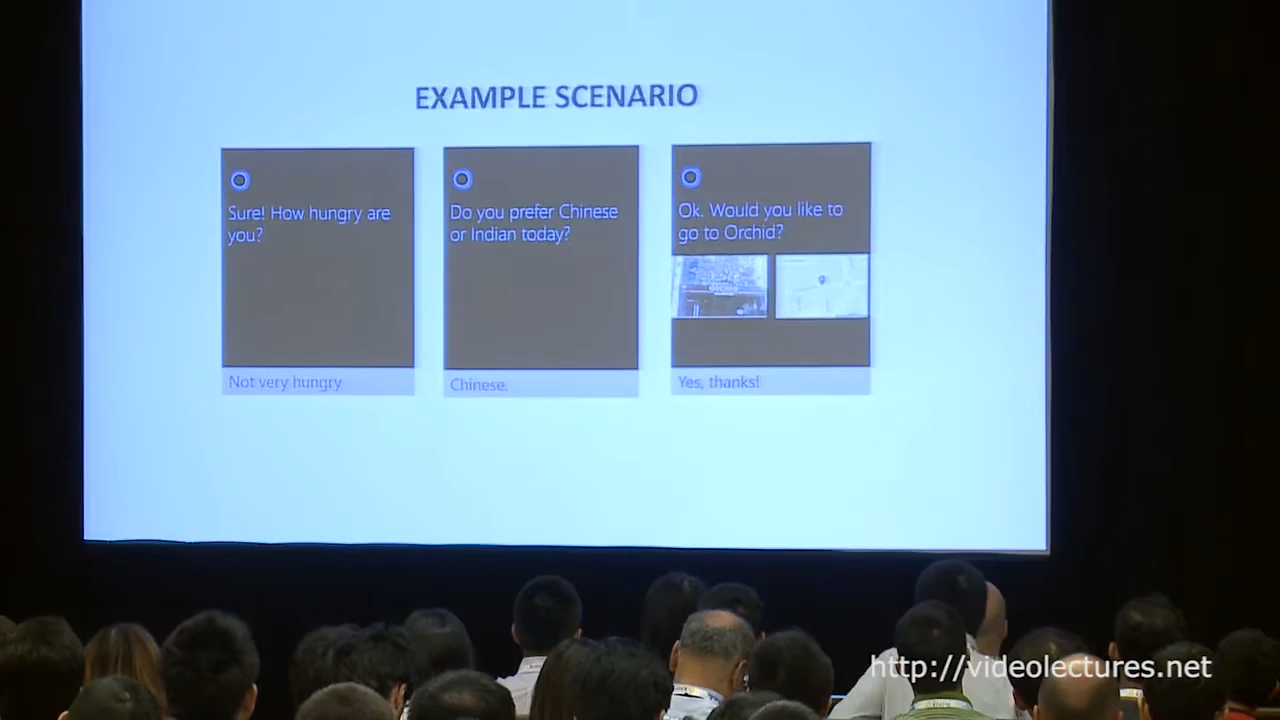 EXAMPLE SCENARIO
Sure! How hungry are
you?
Not very hungry
Do you prefer Chinese
or Indian today?
Chinese.
Ok. Would you like to
go to Orchid?
Yes, thanks!
http://videolectures.net